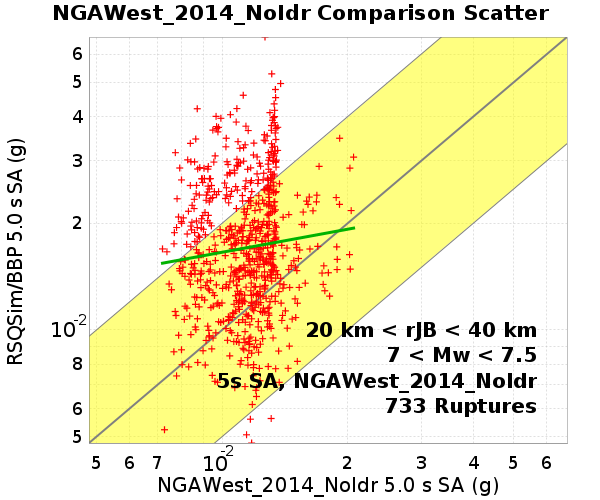 NGAWest_2014_NoIdr Comparison Scatter
RSQSim/BBP 5.0 s SA (g)
6
5
4
3
2
10-2
8
7
6
5
20 km < rJB < 40 km
7 < Mw < 7.5
5s SA, NGAWest_2014_NoIdr
733 Ruptures
5 6 7 10-2 2 3 4 5 6
NGAWest_2014_NoIdr 5.0 s SA (g)